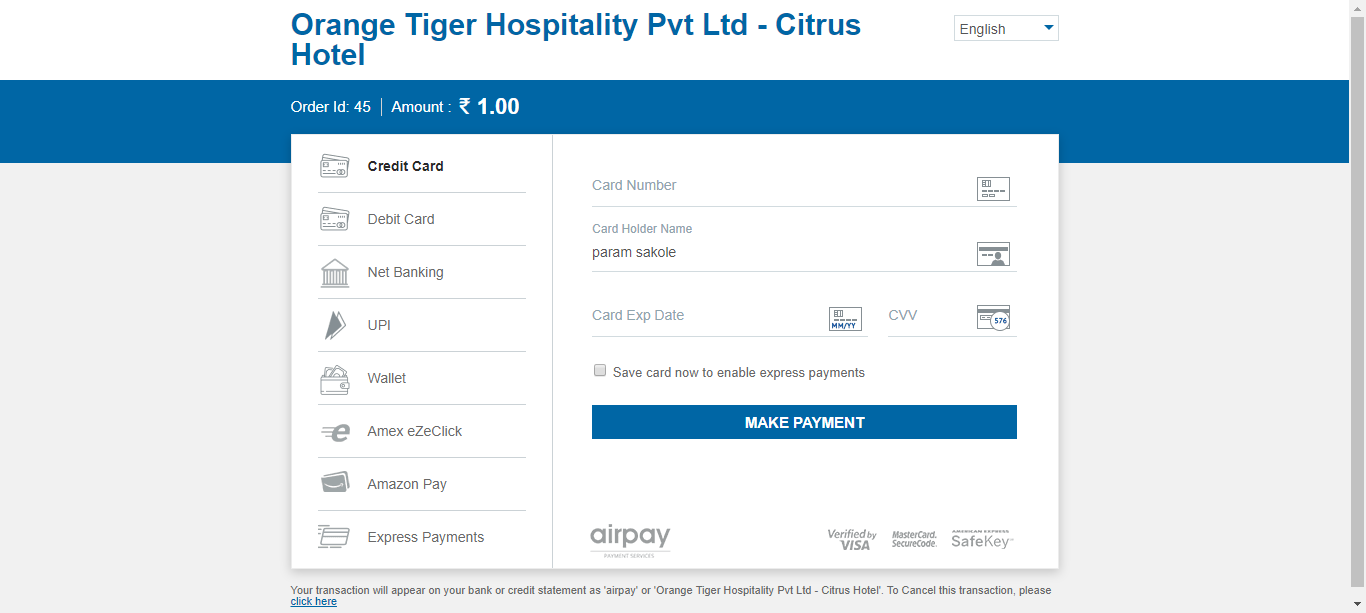 Orange Tiger Hospitality Pvt Ltd - Citrus
Hotel
English
Order Id: 45 | Amount : ₹ 1.00
Credit Card
Debit Card
Net Banking
UPI
Wallet
Amex eZeClick
Amazon Pay
Express Payments
Card Number
Card Holder Name
param sakole
Card Exp Date
MM/YY
CVV
576
Save card now to enable express payments
MAKE PAYMENT
airpay
PAYMENT SERVICES
Verified by
VISA
MasterCard.
SecureCode.
AMERICAN EXPRESS
SafeKey
Your transaction will appear on your bank or credit statement as 'airpay' or 'Orange Tiger Hospitality Pvt Ltd - Citrus Hotel'. To Cancel this transaction, please
click here